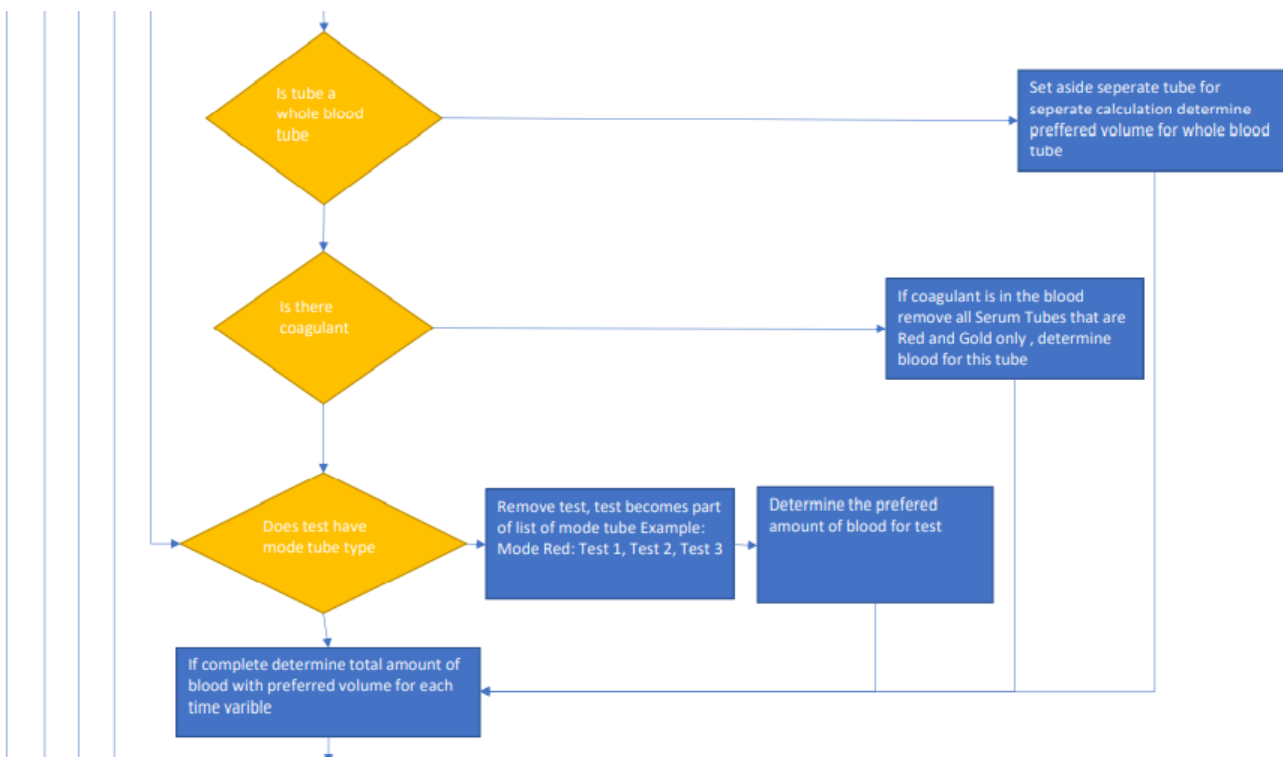 Is tube a
whole blood
tube
Set aside seperate tube for
seperate calculation determine
preffered volume for whole blood
tube
Is there
coagulant
If coagulant is in the blood
remove all Serum Tubes that are
Red and Gold only , determine
blood for this tube
Does test have
mode tube type
Remove test, test becomes part
of list of mode tube Example:
Mode Red: Test 1, Test 2, Test 3
Determine the prefered
amount of blood for test
If complete determine total amount of
blood with preferred volume for each
time varible